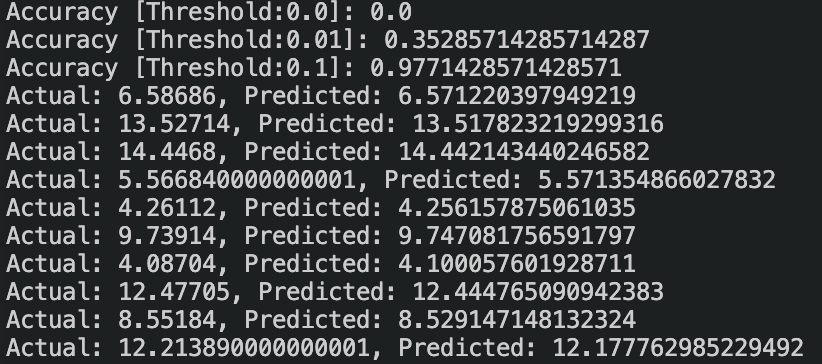 Accuracy [Threshold:0.0]: 0.0
Accuracy [Threshold:0.01]: 0.35285714285714287
Accuracy [Threshold:0.1]: 0.9771428571428571
Actual: 6.58686, Predicted: 6.571220397949219
Actual: 13.52714, Predicted: 13.517823219299316
Actual: 14.4468, Predicted: 14.442143440246582
Actual: 5.566840000000001, Predicted: 5.571354866027832
Actual: 4.26112, Predicted: 4.256157875061035
Actual: 9.73914, Predicted: 9.747081756591797
Actual: 4.08704, Predicted: 4.100057601928711
Actual: 12.47705, Predicted: 12.444765090942383
Actual: 8.55184, Predicted: 8.529147148132324
Actual: 12.213890000000001, Predicted: 12.177762985229492